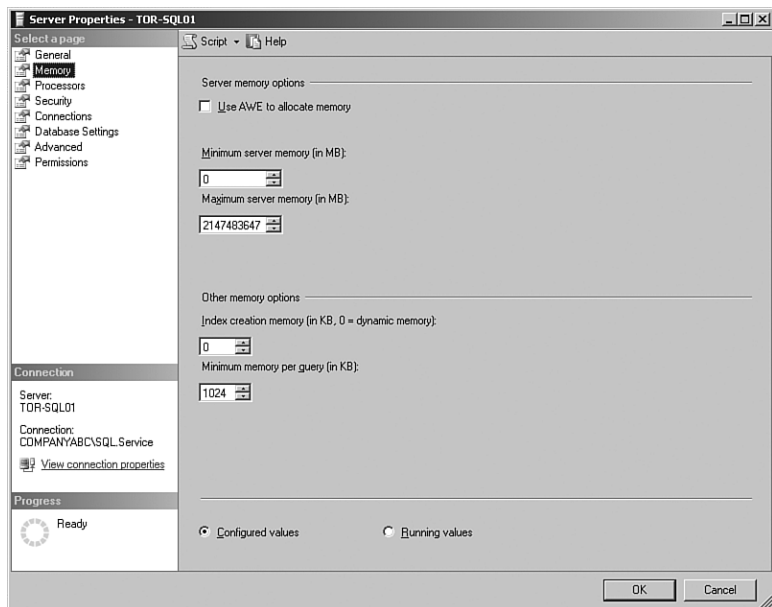 Server Properties - TOR-SQL01
Select a page
General
Memory
Processors
Security
Connections
Database Settings
Advanced
Permissions
Script
Help
Server memory options
Use AWE to allocate memory
Minimum server memory (in MB):
0
Maximum server memory (in MB):
2147483647
Other memory options
Index creation memory (in KB, 0 = dynamic memory):
0
Minimum memory per query (in KB):
1024
Connection
Server:
TOR-SQL01
Connection:
COMPANYABC\SQL.Service
View connection properties
Progress
Ready
Configured values
Running values
OK
Cancel